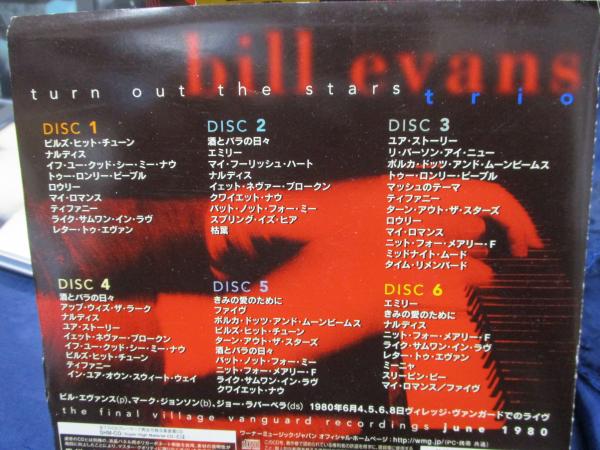 bill evans
turn out the stars
trio
DISC 1
ビルズ・ヒット・チューン
ナルディス
イフ・ユー・クッド・シー・ミー・ナウ
トゥー・ロンリー・ピープル
ロウリー
マイ・ロマンス
ティファニー
ライク・サムワン・イン・ラヴ
レター・トゥ・エヴァン
DISC 2
酒とバラの日々
エミリー
マイ・フーリッシュ・ハート
ナルディス
イェット・ネヴァー・ブロークン
クワイエット・ナウ
バット・ノット・フォー・ミー
スプリング・イズ・ヒア
枯葉
DISC 3
ユア・ストーリー
リ・パーソン・アイ・ニュー
ポルカ・ドッツ・アンド・ムーンビームス
トゥー・ロンリー・ピープル
マッシュのテーマ
ティファニー
ターン・アウト・ザ・スターズ
ロウリー
マイ・ロマンス
ニット・フォー・メアリー・F
ミッドナイト・ムード
タイム・リメンバード
DISC 4
酒とバラの日々
アップ・ウィズ・ザ・ラーク
ナルディス
ユア・ストーリー
イェット・ネヴァー・ブロークン
イフ・ユー・クッド・シー・ミー・ナウ
ビルズ・ヒット・チューン
ティファニー
イン・ユア・オウン・スウィート・ウェイ
DISC 5
きみの愛のために
ファイヴ
ポルカ・ドッツ・アンド・ムーンビームス
ビルズ・ヒット・チューン
ターン・アウト・ザ・スターズ
酒とバラの日々
バット・ノット・フォー・ミー
ニット・フォー・メアリー・F
ライク・サムワン・イン・ラヴ
クワイエット・ナウ
DISC 6
エミリー
きみの愛のために
ナルディス
ニット・フォー・メアリー・F
ライク・サムワン・イン・ラヴ
レター・トゥ・エヴァン
ミーニャ
スリーピン・ビー
マイ・ロマンス/ファイヴ
ビル・エヴァンス(p)、マーク・ジョンソン(b)、ジョー・ラバーベラ(ds) 1980年6月4,5,6,8日ヴィレッジ・ヴァンガードでのライヴ
the final village vanguard recordings june 1980
ワーナーミュージック・ジャパン オフィシャル・ホームページ:http://wmg.jp/(PC・携帯 共通)